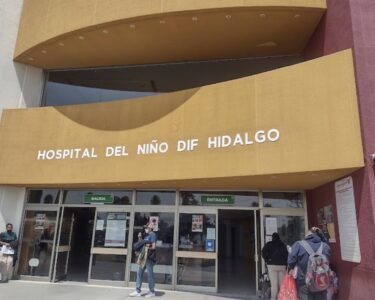 HOSPITAL DEL NIÑO DIF HIDALGO
SALIDA
ENTRADA